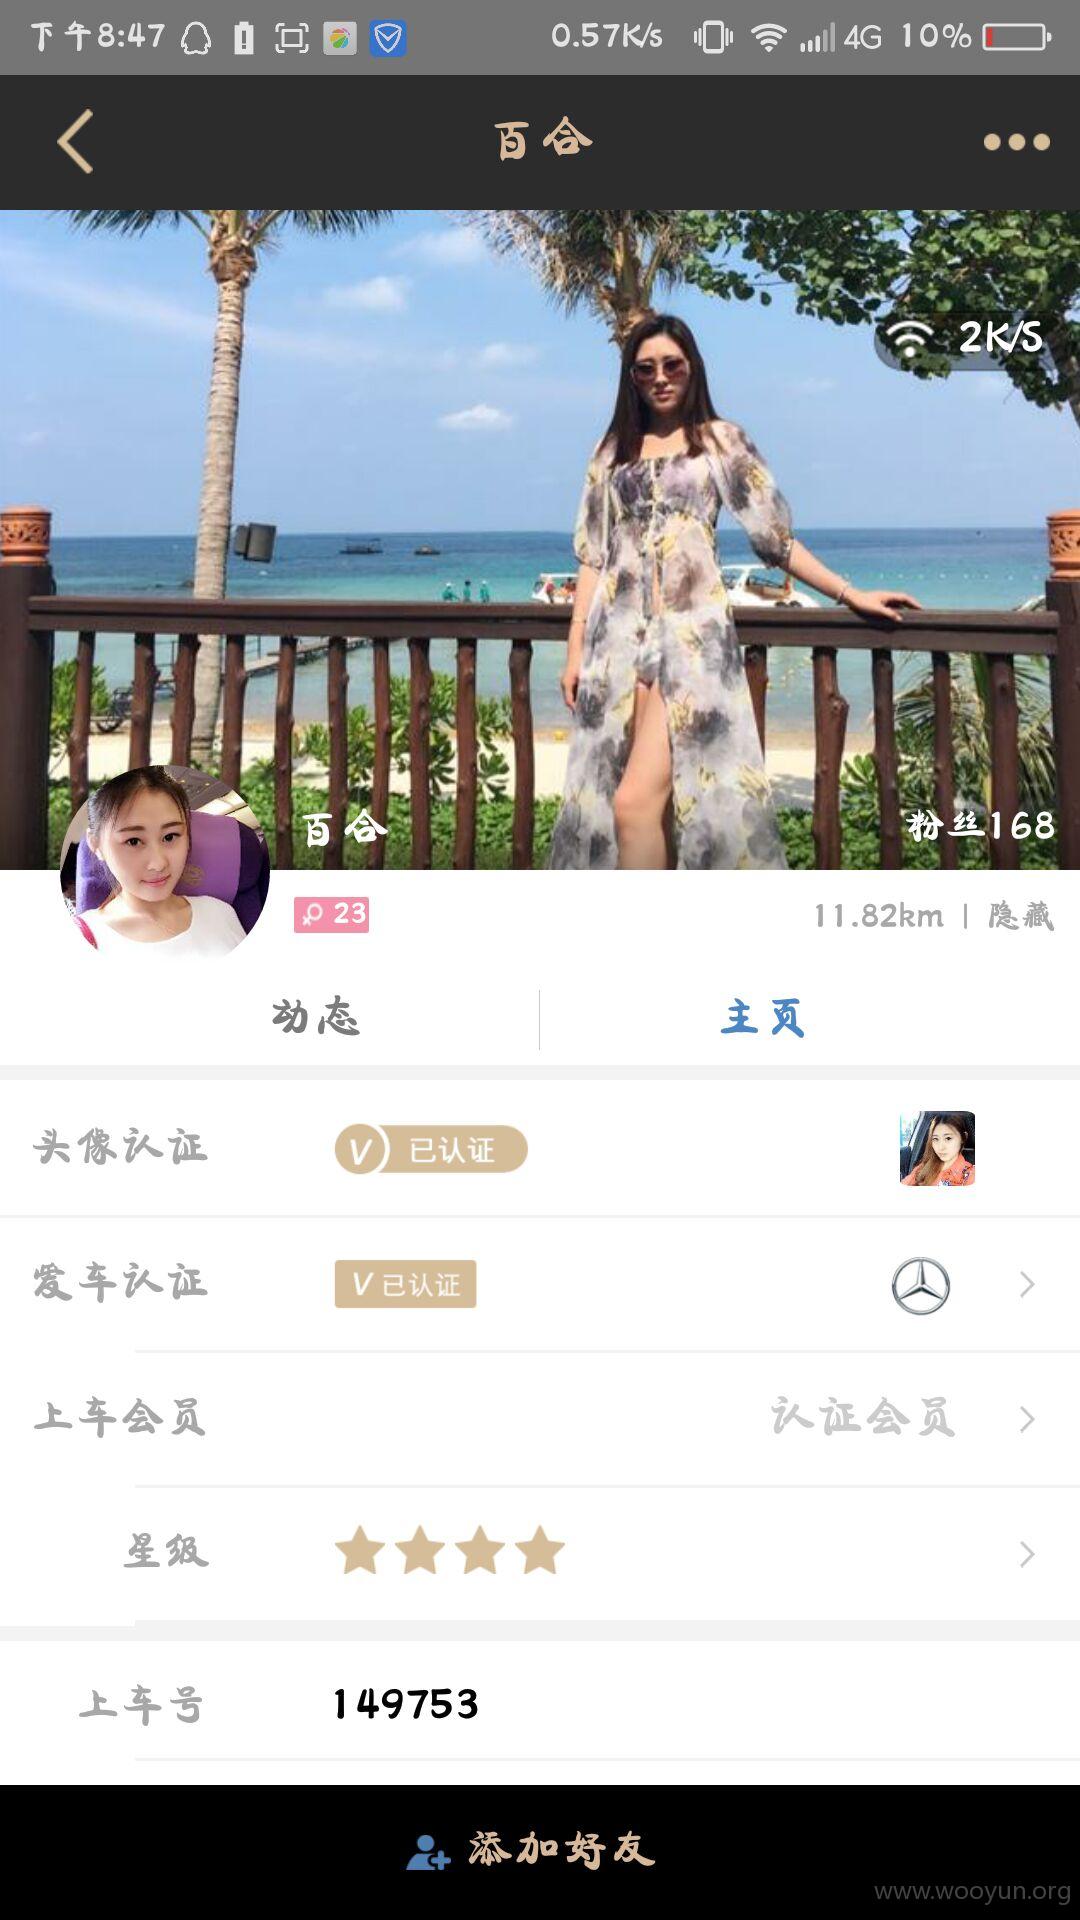 下午8:47 0.57K/s 4G 10%
百合
2K/S
百合 粉丝168
23 11.82km | 隐藏
动态 主页
头像认证 V 已认证
爱车认证 V 已认证
上车会员 认证会员
星级
上车号 149753
添加好友
www.wooyun.org